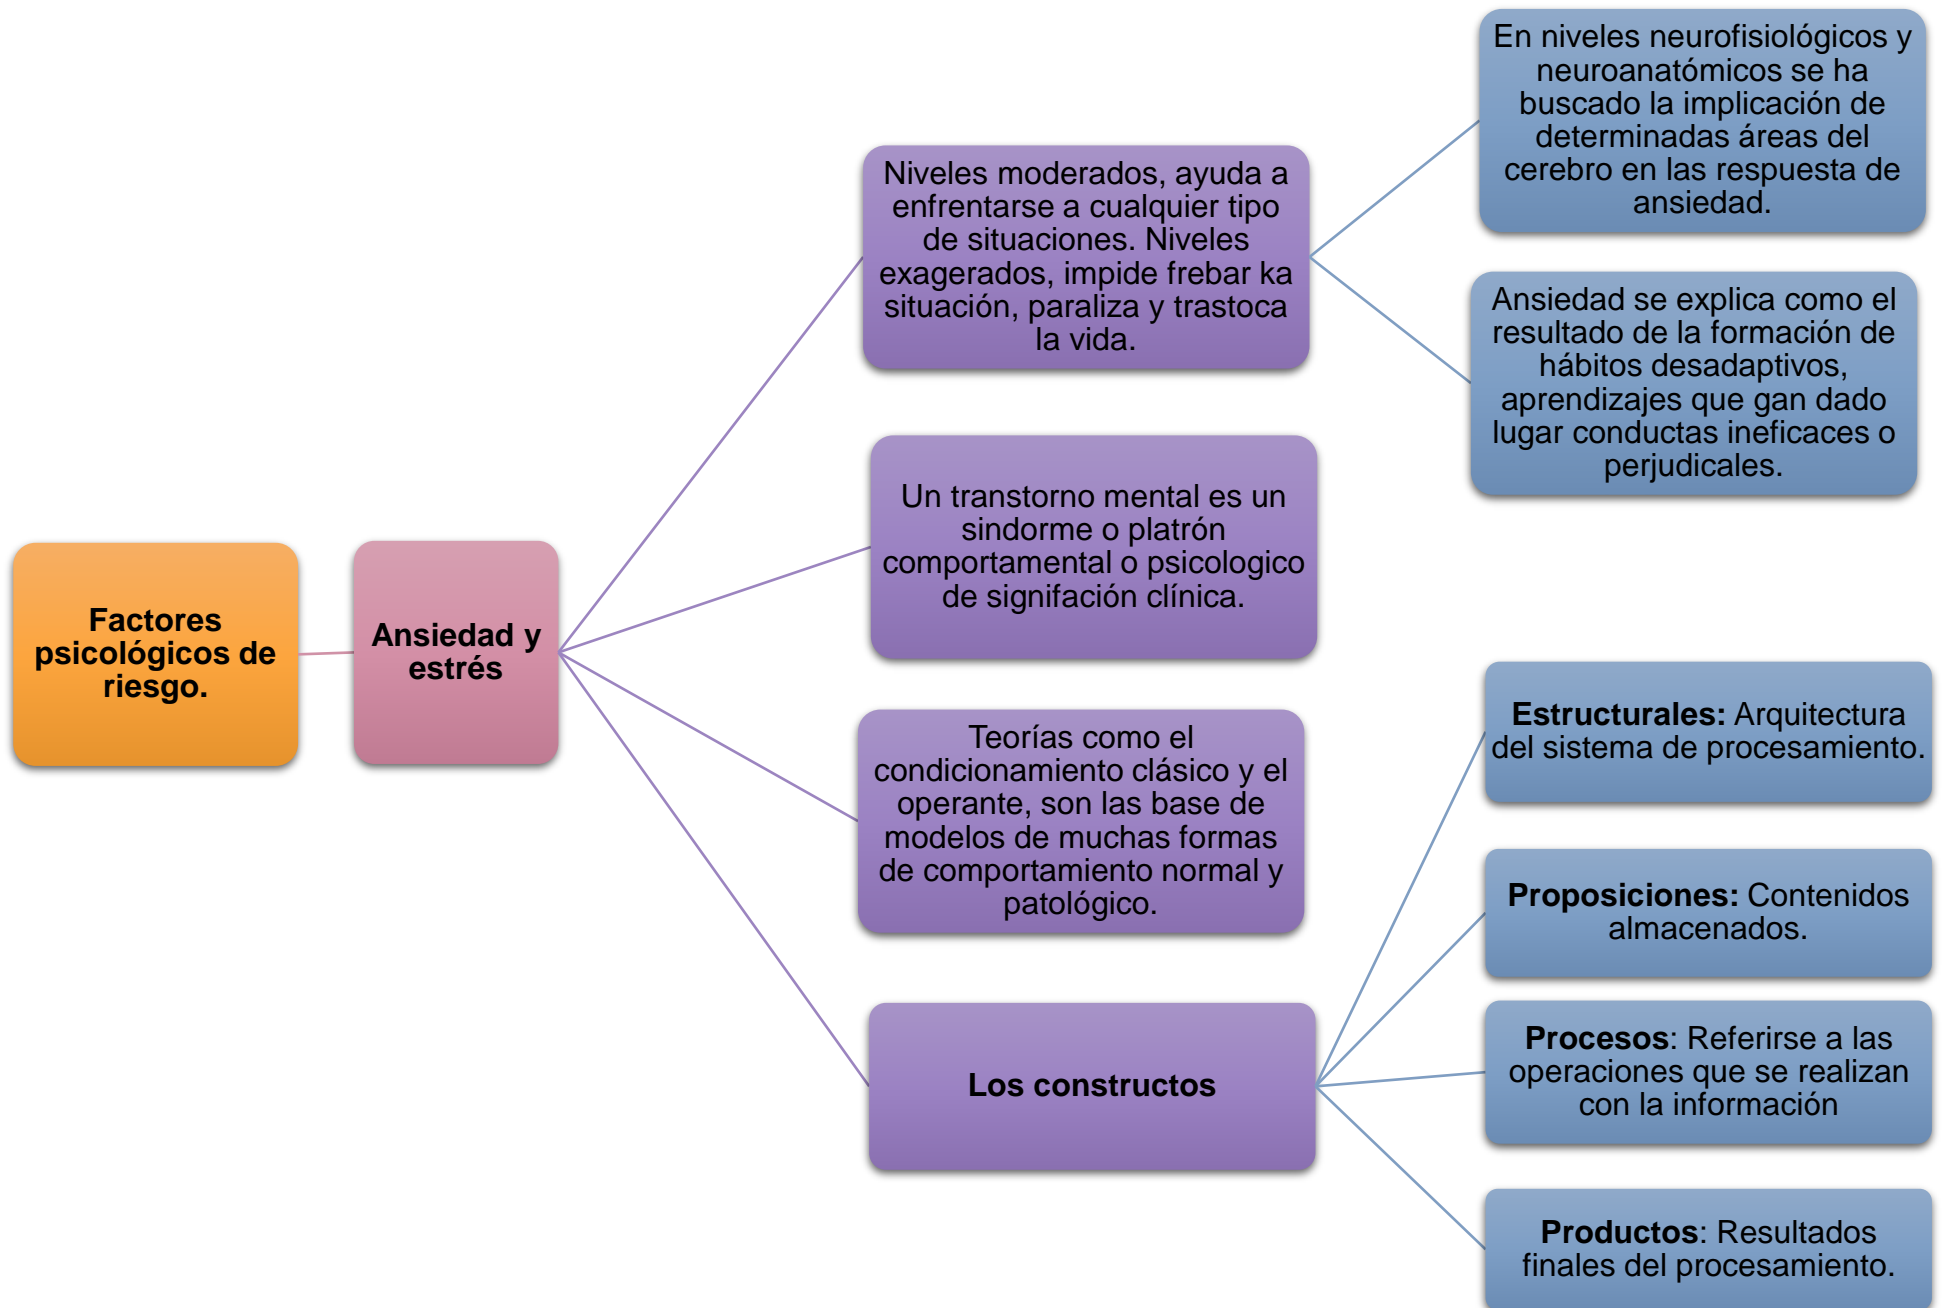 Factores
psicológicos de
riesgo.
Ansiedad y
estrés
Niveles moderados, ayuda a
enfrentarse a cualquier tipo
de situaciones. Niveles
exagerados, impide frebar ka
situación, paraliza y trastoca
la vida.
En niveles neurofisiológicos y
neuroanatómicos se ha
buscado la implicación de
determinadas áreas del
cerebro en las respuesta de
ansiedad.
Ansiedad se explica como el
resultado de la formación de
hábitos desadaptivos,
aprendizajes que gan dado
lugar conductas ineficaces o
perjudicales.
Un transtorno mental es un
sindorme o platrón
comportamental o psicologico
de signifación clínica.
Teorías como el
condicionamiento clásico y el
operante, son las base de
modelos de muchas formas
de comportamiento normal y
patológico.
Los constructos
Estructurales: Arquitectura
del sistema de procesamiento.
Proposiciones: Contenidos
almacenados.
Procesos: Referirse a las
operaciones que se realizan
con la información
Productos: Resultados
finales del procesamiento.